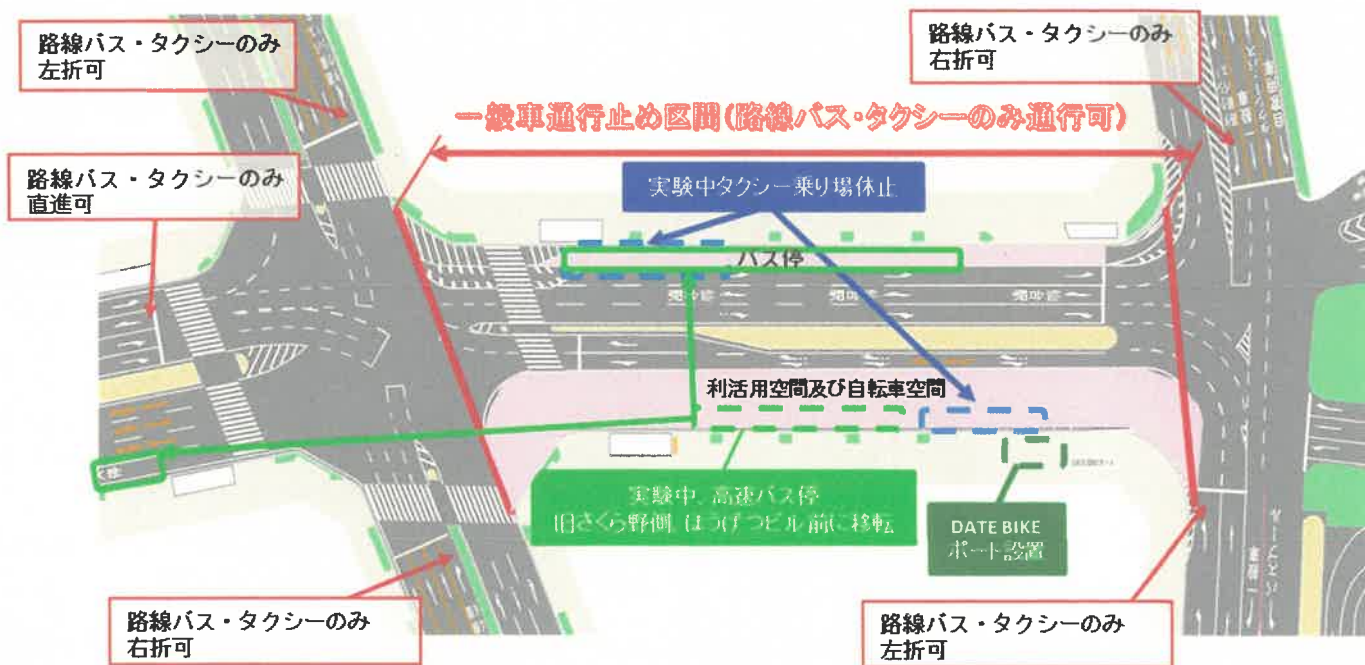 路線バス・タクシーのみ
左折可
路線バス・タクシーのみ
右折可
一般車通行止め区間(路線バス・タクシーのみ通行可)
路線バス・タクシーのみ
直進可
実験中タクシー乗り場休止
バス停
利活用空間及び自転車空間
実験中、高速バス停
旧さくら野側、ほうげつビル前に移転
DATE BIKE
ポート設置
路線バス・タクシーのみ
右折可
路線バス・タクシーのみ
左折可